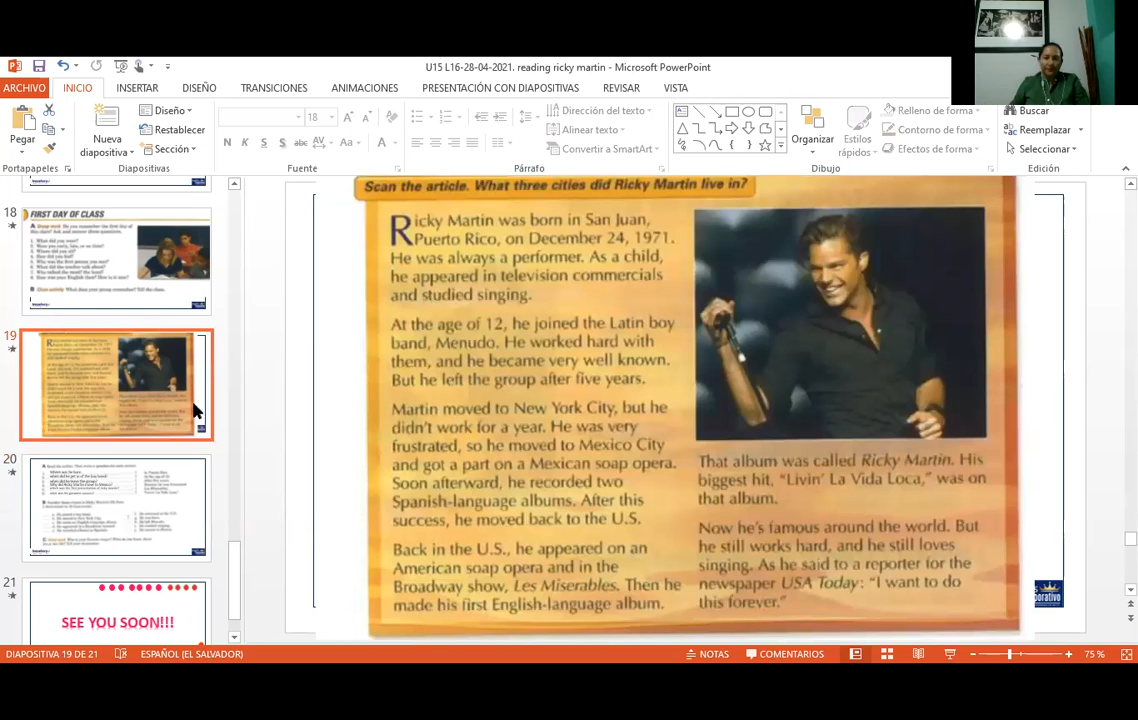 U15 L16-28-04-2021. reading ricky martin - Microsoft PowerPoint
ARCHIVO INICIO INSERTAR DISEÑO TRANSICIONES ANIMACIONES PRESENTACIÓN CON DIAPOSITIVAS REVISAR VISTA
Pegar
Nueva diapositiva
Diseño
Restablecer
Sección
18
N K S S abc AV Aa A
Dirección del texto
Alinear texto
Convertir a SmartArt
Organizar
Estilos rápidos
Relleno de forma
Contorno de forma
Efectos de forma
Buscar
Reemplazar
Seleccionar
Portapapeles Diapositivas Fuente Párrafo Dibujo Edición
18
FIRST DAY OF CLASS
19
20
21
SEE YOU SOON!!!
Scan the article. What three cities did Ricky Martin live in?
Ricky Martin was born in San Juan,
Puerto Rico, on December 24, 1971.
He was always a performer. As a child,
he appeared in television commercials
and studied singing.
At the age of 12, he joined the Latin boy
band, Menudo. He worked hard with
them, and he became very well known.
But he left the group after five years.
Martin moved to New York City, but he
didn't work for a year. He was very
frustrated, so he moved to Mexico City
and got a part on a Mexican soap opera.
Soon afterward, he recorded two
Spanish-language albums. After this
success, he moved back to the U.S.
Back in the U.S., he appeared on an
American soap opera and in the
Broadway show, Les Miserables. Then he
made his first English-language album.
That album was called Ricky Martin. His
biggest hit, "Livin' La Vida Loca," was on
that album.
Now he's famous around the world. But
he still works hard, and he still loves
singing. As he said to a reporter for the
newspaper USA Today: "I want to do
this forever."
orativo
DIAPOSITIVA 19 DE 21 ESPAÑOL (EL SALVADOR) NOTAS COMENTARIOS 75 %